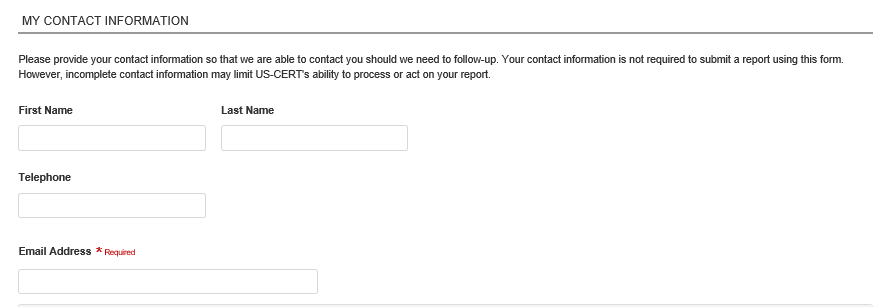 MY CONTACT INFORMATION
Please provide your contact information so that we are able to contact you should we need to follow-up. Your contact information is not required to submit a report using this form.
However, incomplete contact information may limit US-CERT's ability to process or act on your report.
First Name Last Name
Telephone
Email Address * Required